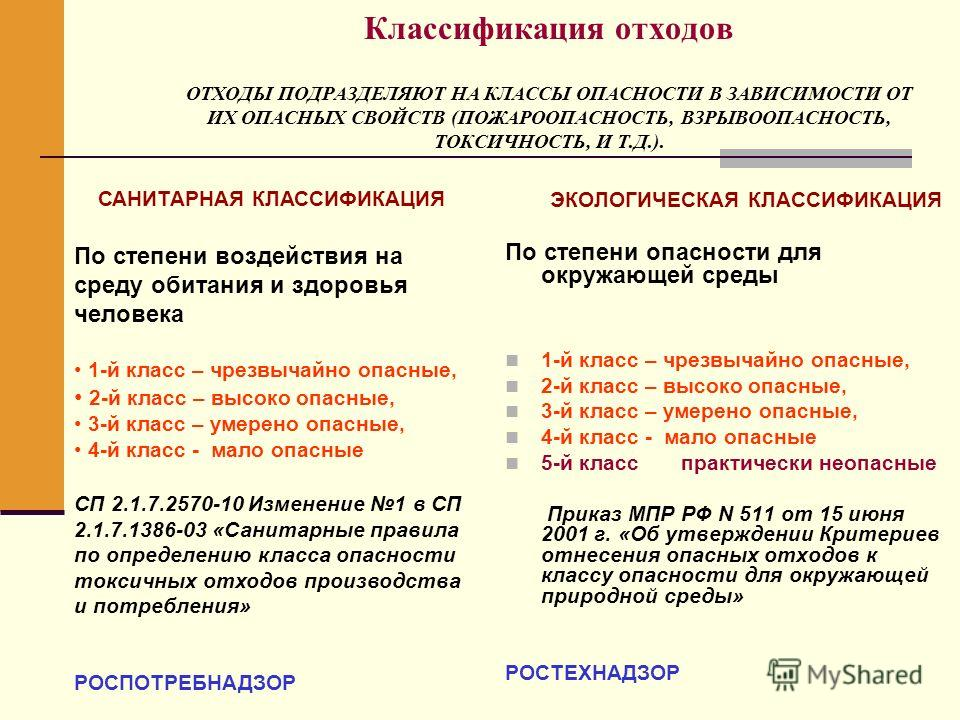 Классификация отходов
ОТХОДЫ ПОДРАЗДЕЛЯЮТ НА КЛАССЫ ОПАСНОСТИ В ЗАВИСИМОСТИ ОТ
ИХ ОПАСНЫХ СВОЙСТВ (ПОЖАРООПАСНОСТЬ, ВЗРЫВООПАСНОСТЬ,
ТОКСИЧНОСТЬ, И Т.Д.).
САНИТАРНАЯ КЛАССИФИКАЦИЯ
По степени воздействия на
среду обитания и здоровья
человека
• 1-й класс – чрезвычайно опасные,
• 2-й класс – высоко опасные,
• 3-й класс – умерено опасные,
• 4-й класс - мало опасные
СП 2.1.7.2570-10 Изменение №1 в СП
2.1.7.1386-03 «Санитарные правила
по определению класса опасности
токсичных отходов производства
и потребления»
РОСПОТРЕБНАДЗОР
ЭКОЛОГИЧЕСКАЯ КЛАССИФИКАЦИЯ
По степени опасности для
окружающей среды
1-й класс – чрезвычайно опасные,
2-й класс – высоко опасные,
3-й класс – умерено опасные,
4-й класс - мало опасные
5-й класс практически неопасные
Приказ МПР РФ N 511 от 15 июня
2001 г. «Об утверждении Критериев
отнесения опасных отходов к
классу опасности для окружающей
природной среды»
РОСТЕХНАДЗОР
MyShared